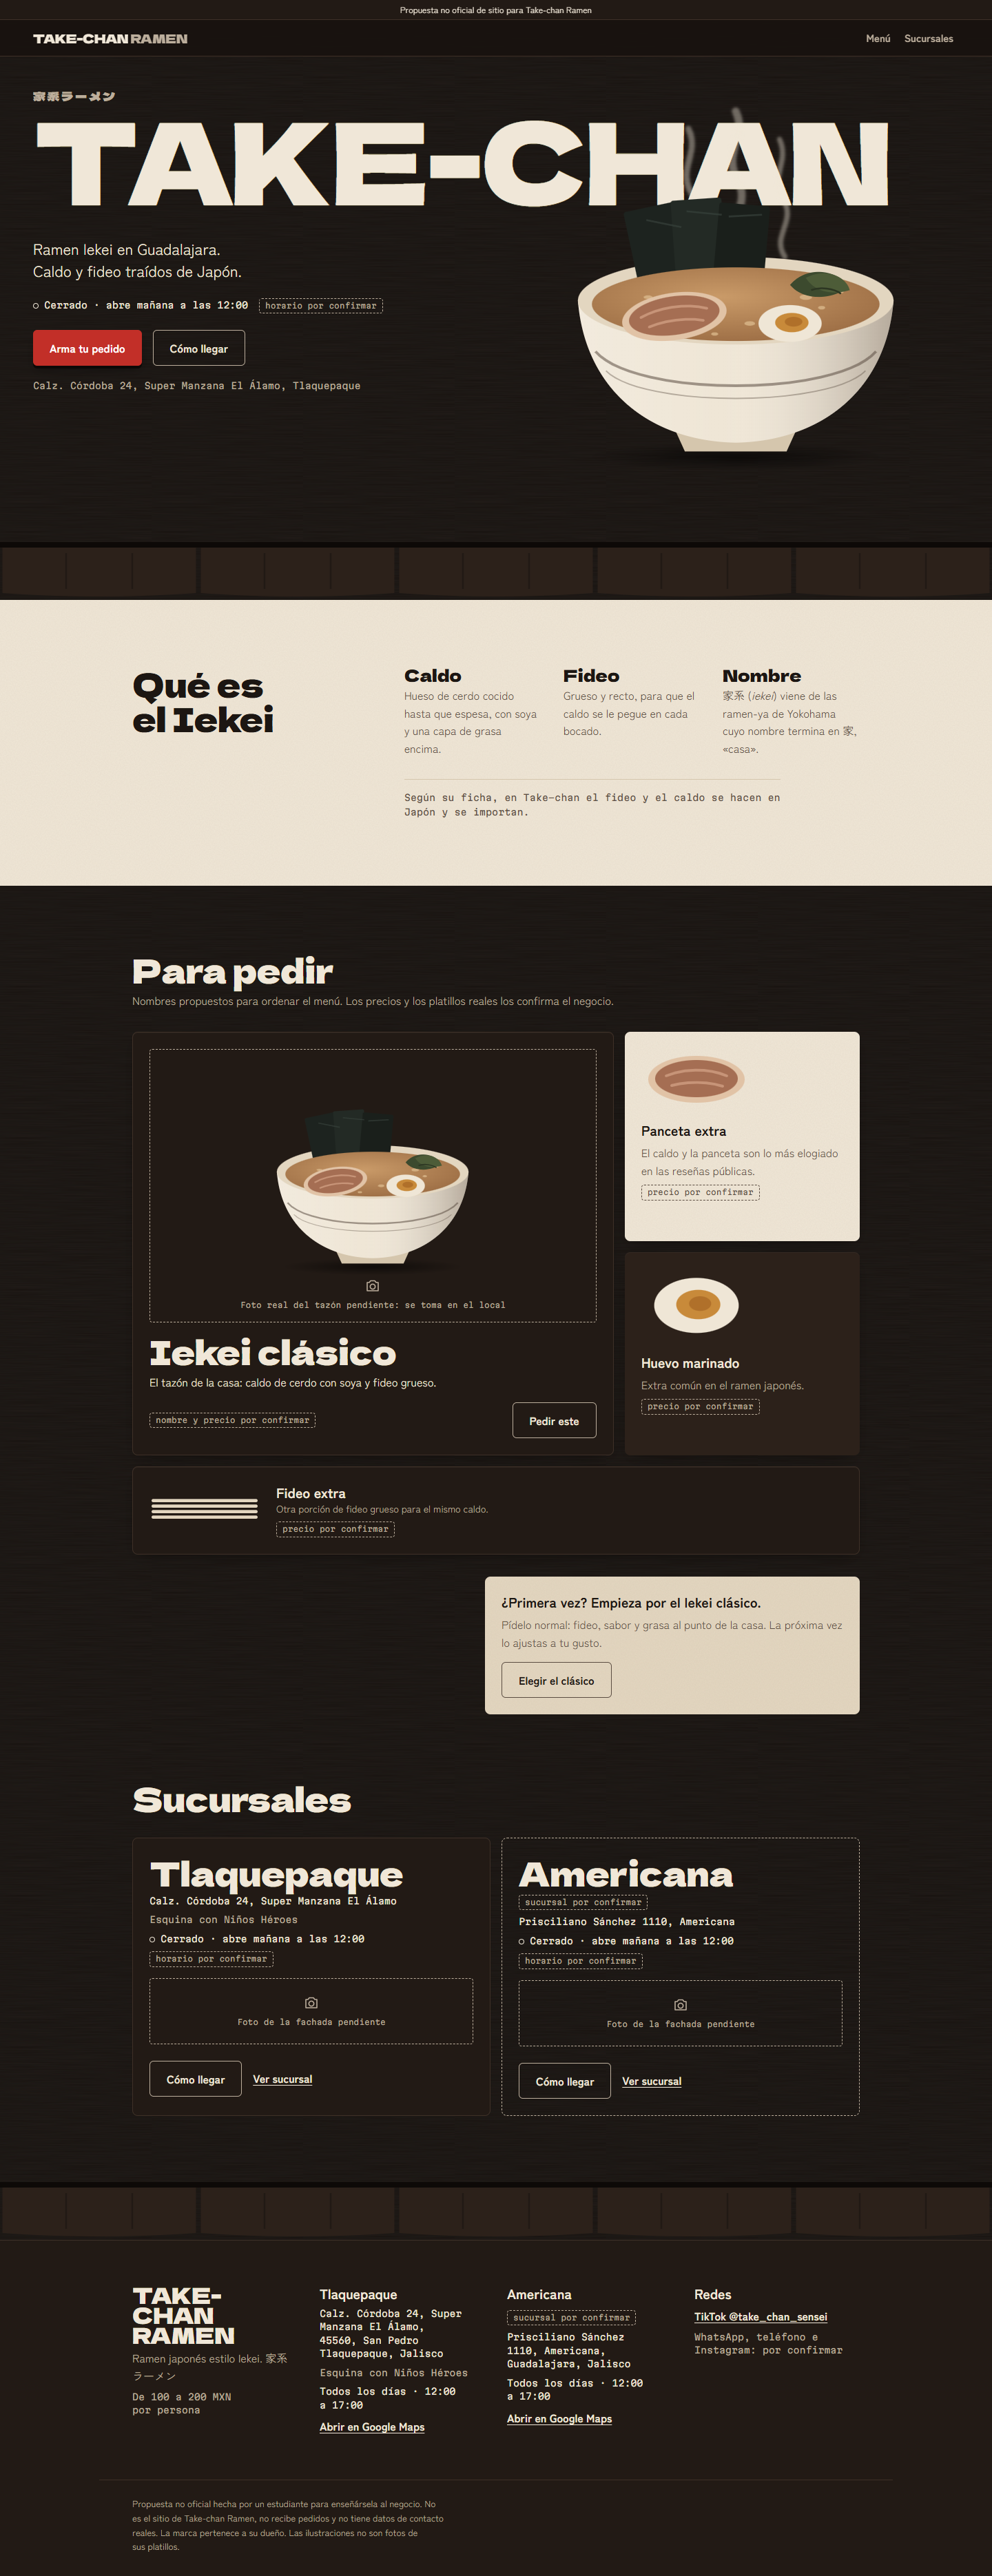 Propuesta no oficial de sitio para Take-chan Ramen
TAKE-CHAN RAMEN
Menú
Sucursales
家系ラーメン
TAKE-CHAN
Ramen Iekei en Guadalajara.
Caldo y fideo traídos de Japón.
Cerrado · abre mañana a las 12:00
horario por confirmar
Arma tu pedido
Cómo llegar
Calz. Córdoba 24, Super Manzana El Álamo, Tlaquepaque
Qué es
el Iekei
Caldo
Hueso de cerdo cocido
hasta que espesa, con soya
y una capa de grasa
encima.
Fideo
Grueso y recto, para que el
caldo se le pegue en cada
bocado.
Nombre
家系 (iekei) viene de las
ramen-ya de Yokohama
cuyo nombre termina en 家,
«casa».
Según su ficha, en Take-chan el fideo y el caldo se hacen en
Japón y se importan.
Para pedir
Nombres propuestos para ordenar el menú. Los precios y los platillos reales los confirma el negocio.
Foto real del tazón pendiente: se toma en el local
Iekei clásico
El tazón de la casa: caldo de cerdo con soya y fideo grueso.
nombre y precio por confirmar
Pedir este
Panceta extra
El caldo y la panceta son lo más elogiado
en las reseñas públicas.
precio por confirmar
Huevo marinado
Extra común en el ramen japonés.
precio por confirmar
Fideo extra
Otra porción de fideo grueso para el mismo caldo.
precio por confirmar
¿Primera vez? Empieza por el Iekei clásico.
Pídelo normal: fideo, sabor y grasa al punto de la casa. La próxima vez
lo ajustas a tu gusto.
Elegir el clásico
Sucursales
Tlaquepaque
Calz. Córdoba 24, Super Manzana El Álamo
Esquina con Niños Héroes
Cerrado · abre mañana a las 12:00
horario por confirmar
Foto de la fachada pendiente
Cómo llegar
Ver sucursal
Americana
sucursal por confirmar
Prisciliano Sánchez 1110, Americana
Cerrado · abre mañana a las 12:00
horario por confirmar
Foto de la fachada pendiente
Cómo llegar
Ver sucursal
TAKE-
CHAN
RAMEN
Ramen japonés estilo Iekei. 家系
ラーメン
De 100 a 200 MXN
por persona
Tlaquepaque
Calz. Córdoba 24, Super
Manzana El Álamo,
45560, San Pedro
Tlaquepaque, Jalisco
Esquina con Niños Héroes
Todos los días · 12:00
a 17:00
Abrir en Google Maps
Americana
sucursal por confirmar
Prisciliano Sánchez
1110, Americana,
Guadalajara, Jalisco
Todos los días · 12:00
a 17:00
Abrir en Google Maps
Redes
TikTok @take_chan_sensei
WhatsApp, teléfono e
Instagram: por confirmar
Propuesta no oficial hecha por un estudiante para enseñársela al negocio. No
es el sitio de Take-chan Ramen, no recibe pedidos y no tiene datos de contacto
reales. La marca pertenece a su dueño. Las ilustraciones no son fotos de
sus platillos.